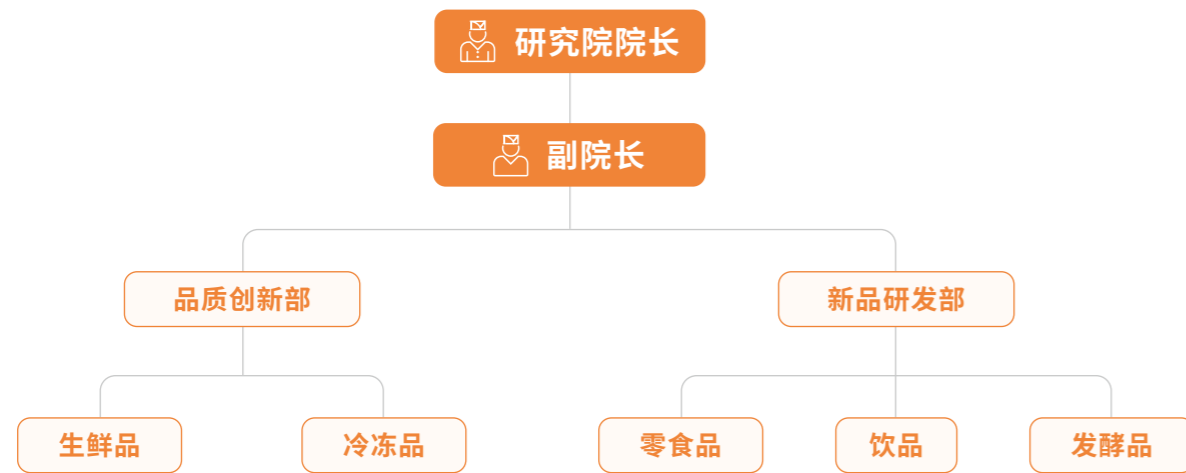 研究院院长
副院长
品质创新部
新品研发部
生鲜品
冷冻品
零食品
饮品
发酵品